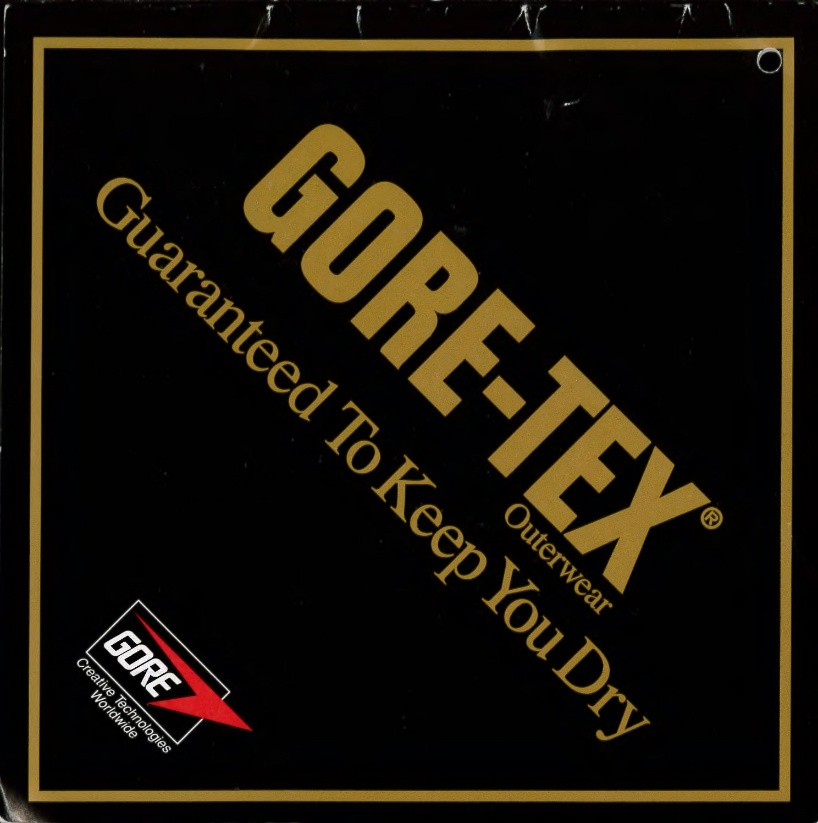 GORE-TEX®
Outerwear
Guaranteed To Keep You Dry
GORE
Creative Technologies
Worldwide